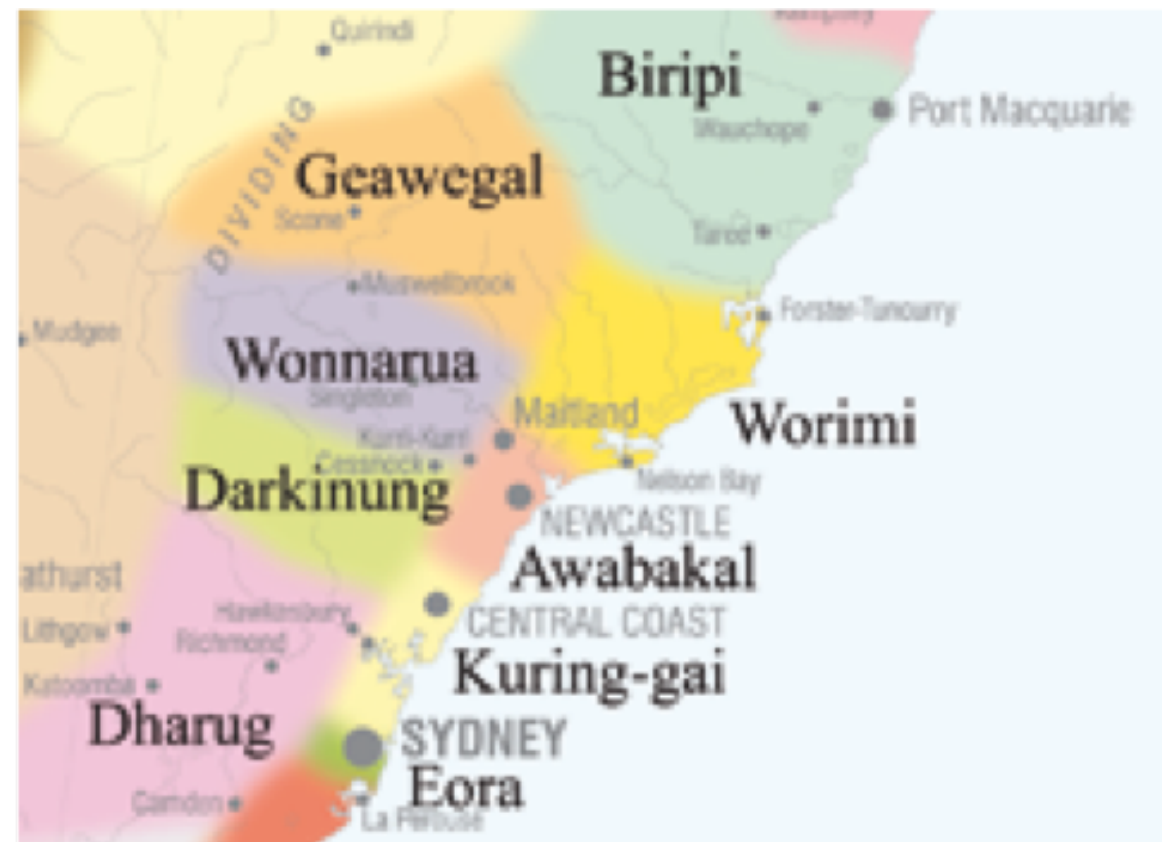 Quirindi
Biripi
Port Macquarie
Wauchope
DIVIDING
Geawegal
Scone
Taree
Muswellbrook
Forster-Tuncurry
Mudgee
Wonnarua
Singleton
Maitland
Worimi
Kurri-Kurri
Cessnock
Nelson Bay
Darkinung
NEWCASTLE
Awabakal
athurst
Hawkesbury
CENTRAL COAST
Lithgow
Richmond
Kuring-gai
Katoomba
Dharug
SYDNEY
Eora
Camden
La Perouse